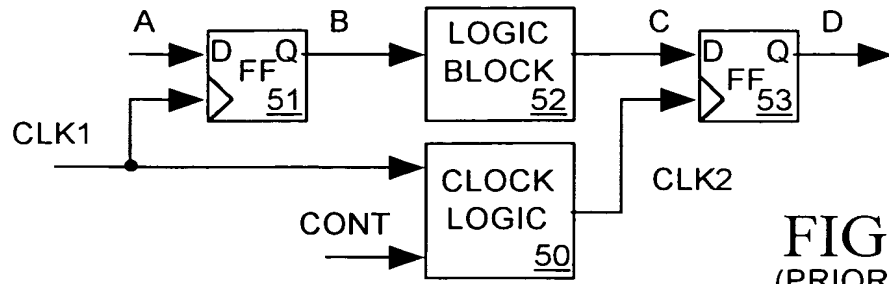 A
B
C
D
D Q
FF
51
LOGIC
BLOCK
52
D Q
FF
53
CLK1
CLOCK
LOGIC
50
CLK2
CONT
FIG
(PRIOR